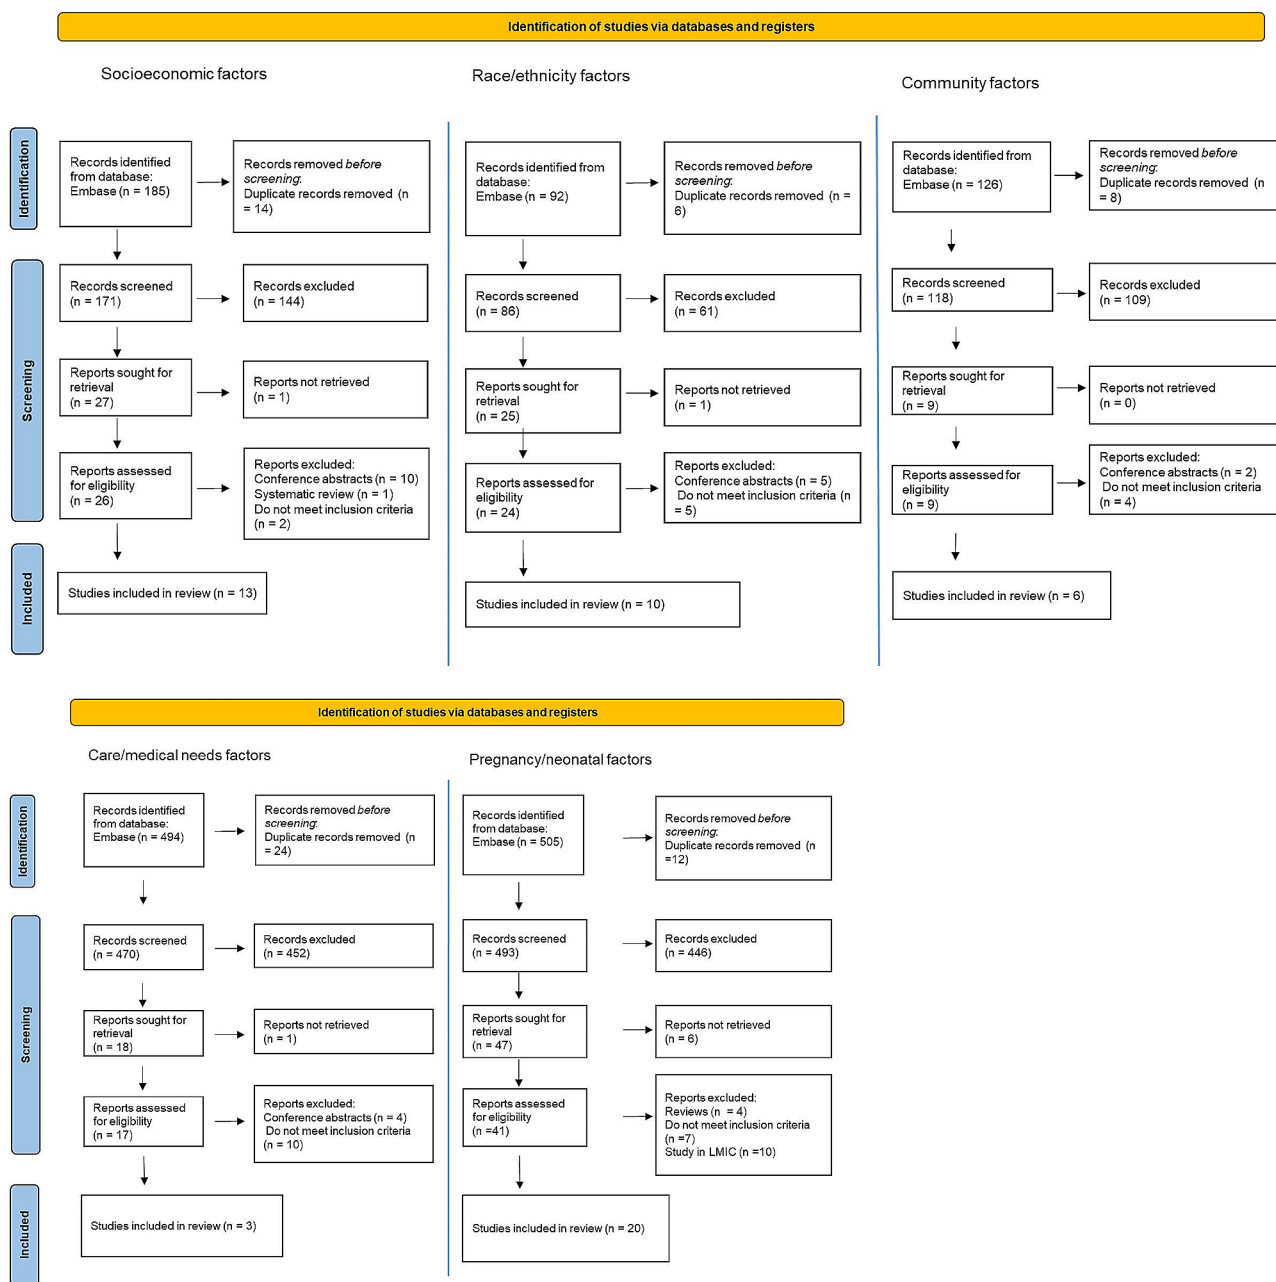 Identification of studies via databases and registers
Socioeconomic factors
Race/ethnicity factors
Community factors
Identification
Records identified
from database:
Embase (n = 185)
Records removed before
screening:
Duplicate records removed (n
= 14)
Records identified from
database:
Embase (n = 92)
Records removed before
screening:
Duplicate records removed (n =
6)
Records identified from
database:
Embase (n = 126)
Records removed before
screening:
Duplicate records removed (n
= 8)
Screening
Records screened
(n = 171)
Records excluded
(n = 144)
Records screened
(n = 86)
Records excluded
(n = 61)
Records screened
(n = 118)
Records excluded
(n = 109)
Reports sought for
retrieval
(n = 27)
Reports not retrieved
(n = 1)
Reports sought for
retrieval
(n = 25)
Reports not retrieved
(n = 1)
Reports sought for
retrieval
(n = 9)
Reports not retrieved
(n = 0)
Reports assessed
for eligibility
(n = 26)
Reports excluded:
Conference abstracts (n = 10)
Systematic review (n = 1)
Do not meet inclusion criteria
(n = 2)
Reports assessed for
eligibility
(n = 24)
Reports excluded:
Conference abstracts (n = 5)
Do not meet inclusion criteria (n
= 5)
Reports assessed for
eligibility
(n = 9)
Reports excluded:
Conference abstracts (n = 2)
Do not meet inclusion criteria
(n = 4)
Included
Studies included in review (n = 13)
Studies included in review (n = 10)
Studies included in review (n = 6)
Identification of studies via databases and registers
Care/medical needs factors
Pregnancy/neonatal factors
Identification
Records identified
from database:
Embase (n = 494)
Records removed before
screening:
Duplicate records removed (n
= 24)
Records identified
from database:
Embase (n = 505)
Records removed before
screening:
Duplicate records removed (n
=12)
Screening
Records screened
(n = 470)
Records excluded
(n = 452)
Records screened
(n = 493)
Records excluded
(n = 446)
Reports sought for
retrieval
(n = 18)
Reports not retrieved
(n = 1)
Reports sought for
retrieval
(n = 47)
Reports not retrieved
(n = 6)
Reports assessed
for eligibility
(n = 17)
Reports excluded:
Conference abstracts (n = 4)
Do not meet inclusion criteria
(n = 10)
Reports assessed
for eligibility
(n =41)
Reports excluded:
Reviews (n = 4)
Do not meet inclusion criteria
(n =7)
Study in LMIC (n =10)
Included
Studies included in review (n = 3)
Studies included in review (n = 20)